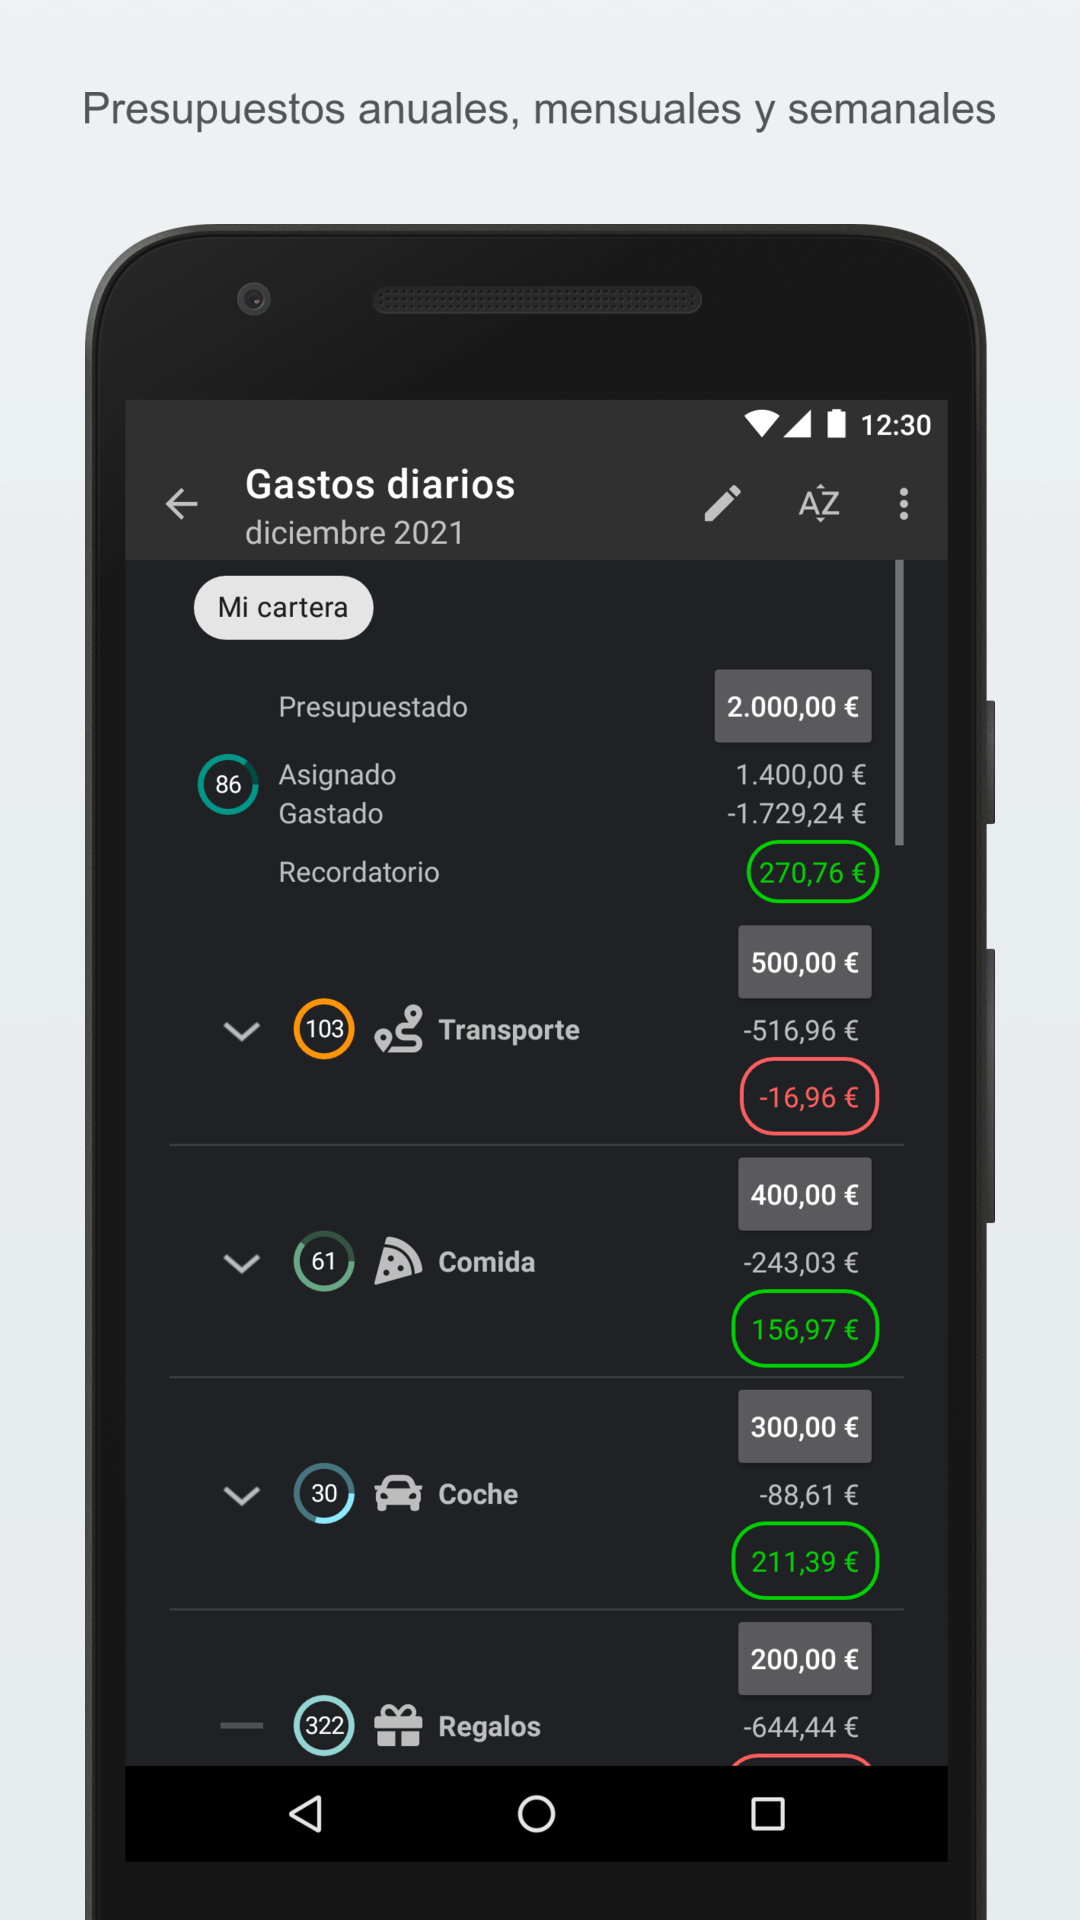 Presupuestos anuales, mensuales y semanales
12:30
Gastos diarios
diciembre 2021
AZ
Mi cartera
Presupuestado 2.000,00 €
86
Asignado 1.400,00 €
Gastado -1.729,24 €
Recordatorio 270,76 €
500,00 €
103 Transporte -516,96 €
-16,96 €
400,00 €
61 Comida -243,03 €
156,97 €
300,00 €
30 Coche -88,61 €
211,39 €
200,00 €
322 Regalos -644,44 €